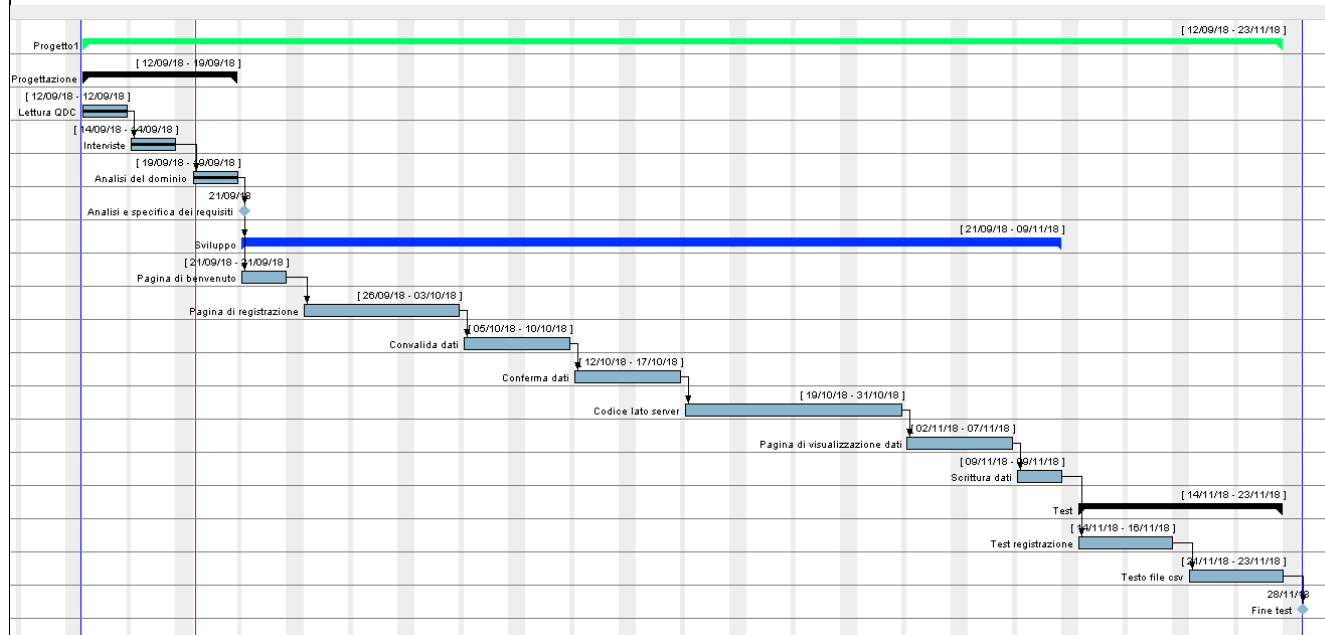 [ 12/09/18 - 23/11/18 ]
Progetto1
[ 12/09/18 - 19/09/18 ]
Progettazione
[ 12/09/18 - 12/09/18 ]
Lettura QDC
[ 14/09/18 - 14/09/18 ]
Interviste
[ 19/09/18 - 19/09/18 ]
Analisi del dominio
21/09/18
Analisi e specifica dei requisiti
[ 21/09/18 - 09/11/18 ]
Sviluppo
[ 21/09/18 - 21/09/18 ]
Pagina di benvenuto
[ 26/09/18 - 03/10/18 ]
Pagina di registrazione
[ 05/10/18 - 10/10/18 ]
Convalida dati
[ 12/10/18 - 17/10/18 ]
Conferma dati
[ 19/10/18 - 31/10/18 ]
Codice lato server
[ 02/11/18 - 07/11/18 ]
Pagina di visualizzazione dati
[ 09/11/18 - 09/11/18 ]
Scrittura dati
[ 14/11/18 - 23/11/18 ]
Test
[ 14/11/18 - 16/11/18 ]
Test registrazione
[ 21/11/18 - 23/11/18 ]
Testo file csv
28/11/18
Fine test